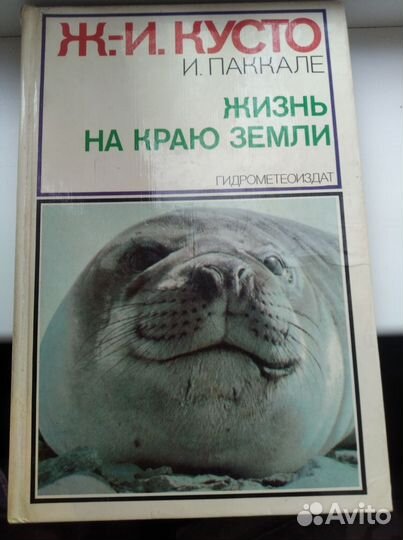 Ж.-И. КУСТО
И. ПАККАЛЕ
ЖИЗНЬ
НА КРАЮ ЗЕМЛИ
ГИДРОМЕТЕОИЗДАТ
Avito